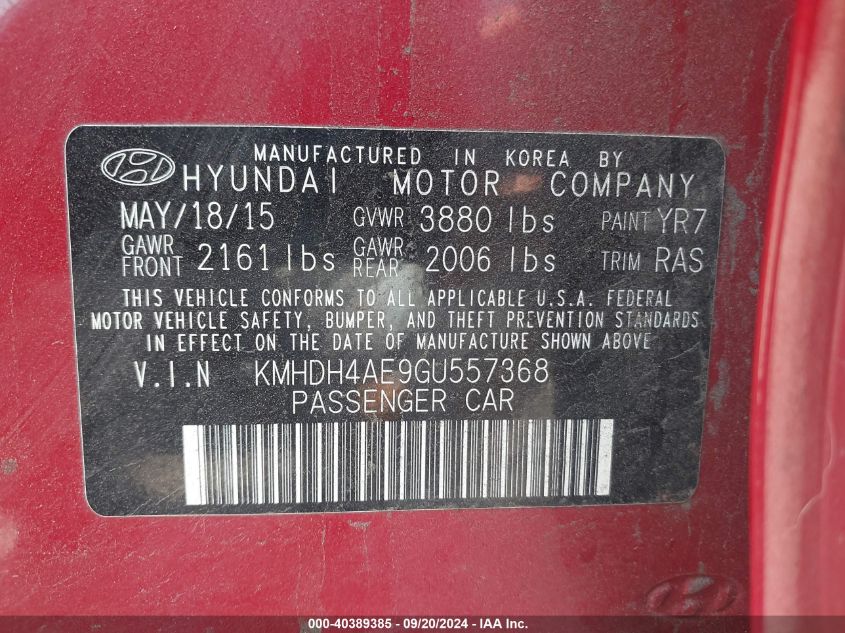 MANUFACTURED IN KOREA BY
HYUNDAI MOTOR COMPANY
MAY/18/15 GVWR 3880 lbs PAINT YR7
GAWR FRONT 2161 lbs GAWR REAR 2006 lbs TRIM RAS
THIS VEHICLE CONFORMS TO ALL APPLICABLE U.S.A. FEDERAL
MOTOR VEHICLE SAFETY, BUMPER, AND THEFT PREVENTION STANDARDS
IN EFFECT ON THE DATE OF MANUFACTURE SHOWN ABOVE
V.I.N KMHDH4AE9GU557368
PASSENGER CAR
000-40389385 - 09/20/2024 - IAA Inc.